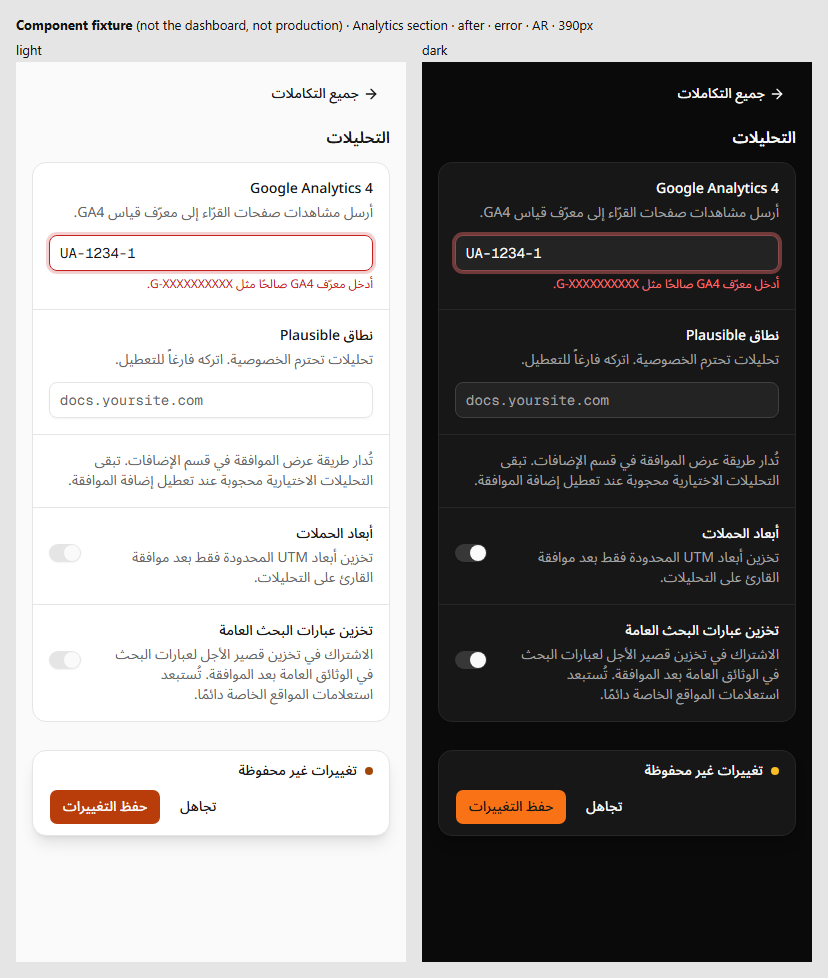 Component fixture (not the dashboard, not production) · Analytics section · after · error · AR · 390px
light
جميع التكاملات
التحليلات
Google Analytics 4
أرسل مشاهدات صفحات القرّاء إلى معرّف قياس GA4.
UA-1234-1
أدخل معرّف GA4 صالحًا مثل G-XXXXXXXXXX.
نطاق Plausible
تحليلات تحترم الخصوصية. اتركه فارغاً للتعطيل.
docs.yoursite.com
تُدار طريقة عرض الموافقة في قسم الإضافات. تبقى
التحليلات الاختيارية محجوبة عند تعطيل إضافة الموافقة.
أبعاد الحملات
تخزين أبعاد UTM المحدودة فقط بعد موافقة
القارئ على التحليلات.
تخزين عبارات البحث العامة
الاشتراك في تخزين قصير الأجل لعبارات البحث
في الوثائق العامة بعد الموافقة. تُستبعد
استعلامات المواقع الخاصة دائمًا.
تغييرات غير محفوظة
تجاهل
حفظ التغييرات
dark
جميع التكاملات
التحليلات
Google Analytics 4
أرسل مشاهدات صفحات القرّاء إلى معرّف قياس GA4.
UA-1234-1
أدخل معرّف GA4 صالحًا مثل G-XXXXXXXXXX.
نطاق Plausible
تحليلات تحترم الخصوصية. اتركه فارغاً للتعطيل.
docs.yoursite.com
تُدار طريقة عرض الموافقة في قسم الإضافات. تبقى
التحليلات الاختيارية محجوبة عند تعطيل إضافة الموافقة.
أبعاد الحملات
تخزين أبعاد UTM المحدودة فقط بعد موافقة
القارئ على التحليلات.
تخزين عبارات البحث العامة
الاشتراك في تخزين قصير الأجل لعبارات البحث
في الوثائق العامة بعد الموافقة. تُستبعد
استعلامات المواقع الخاصة دائمًا.
تغييرات غير محفوظة
تجاهل
حفظ التغييرات